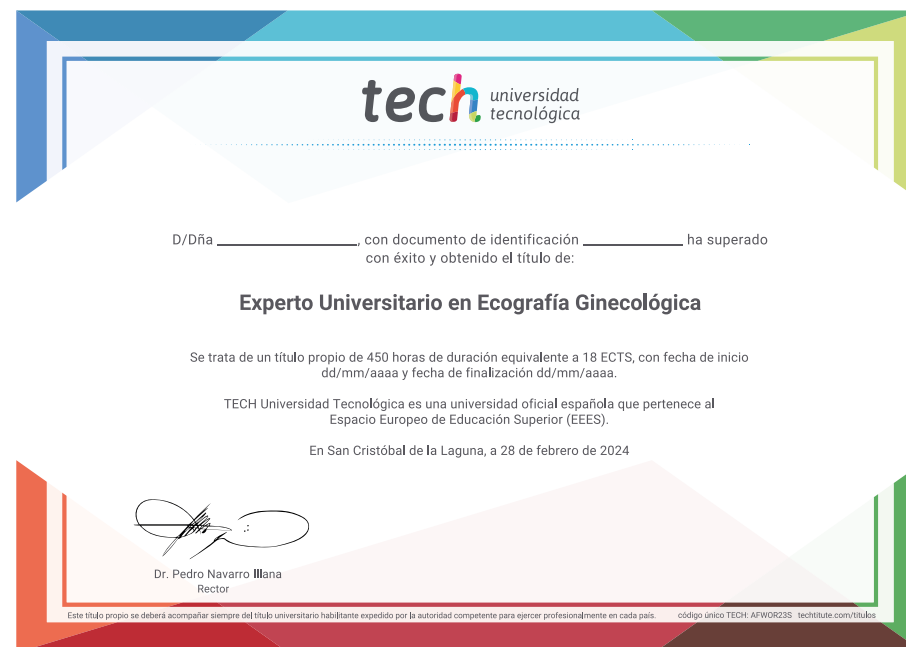 tech universidad
tecnológica
D/Dña ____________________, con documento de identificación ______________ ha superado
con éxito y obtenido el título de:
Experto Universitario en Ecografía Ginecológica
Se trata de un título propio de 450 horas de duración equivalente a 18 ECTS, con fecha de inicio
dd/mm/aaaa y fecha de finalización dd/mm/aaaa.
TECH Universidad Tecnológica es una universidad oficial española que pertenece al
Espacio Europeo de Educación Superior (EEES).
En San Cristóbal de la Laguna, a 28 de febrero de 2024
Dr. Pedro Navarro Illana
Rector
Este título propio se deberá acompañar siempre del título universitario habilitante expedido por la autoridad competente para ejercer profesionalmente en cada país. código único TECH: AFWOR23S techtitute.com/titulos